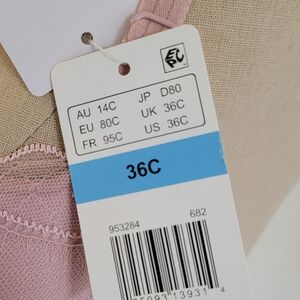 AU 14C JP D80
EU 80C UK 36C
FR 95C US 36C
36C
953284 682